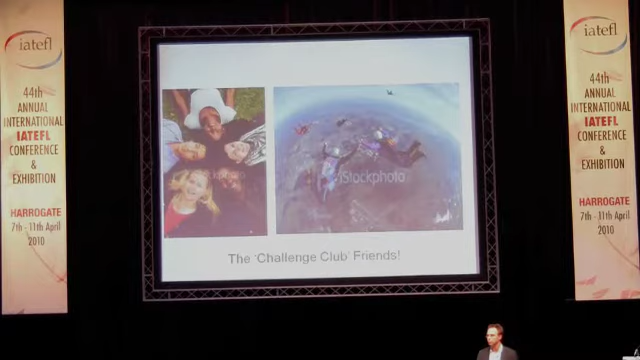 iatefl
44th
ANNUAL
INTERNATIONAL
IATEFL
CONFERENCE
&
EXHIBITION
HARROGATE
7th - 11th April
2010
iStockphoto
The 'Challenge Club' Friends!
iatefl
44th
ANNUAL
INTERNATIONAL
IATEFL
CONFERENCE
&
EXHIBITION
HARROGATE
7th - 11th April
2010